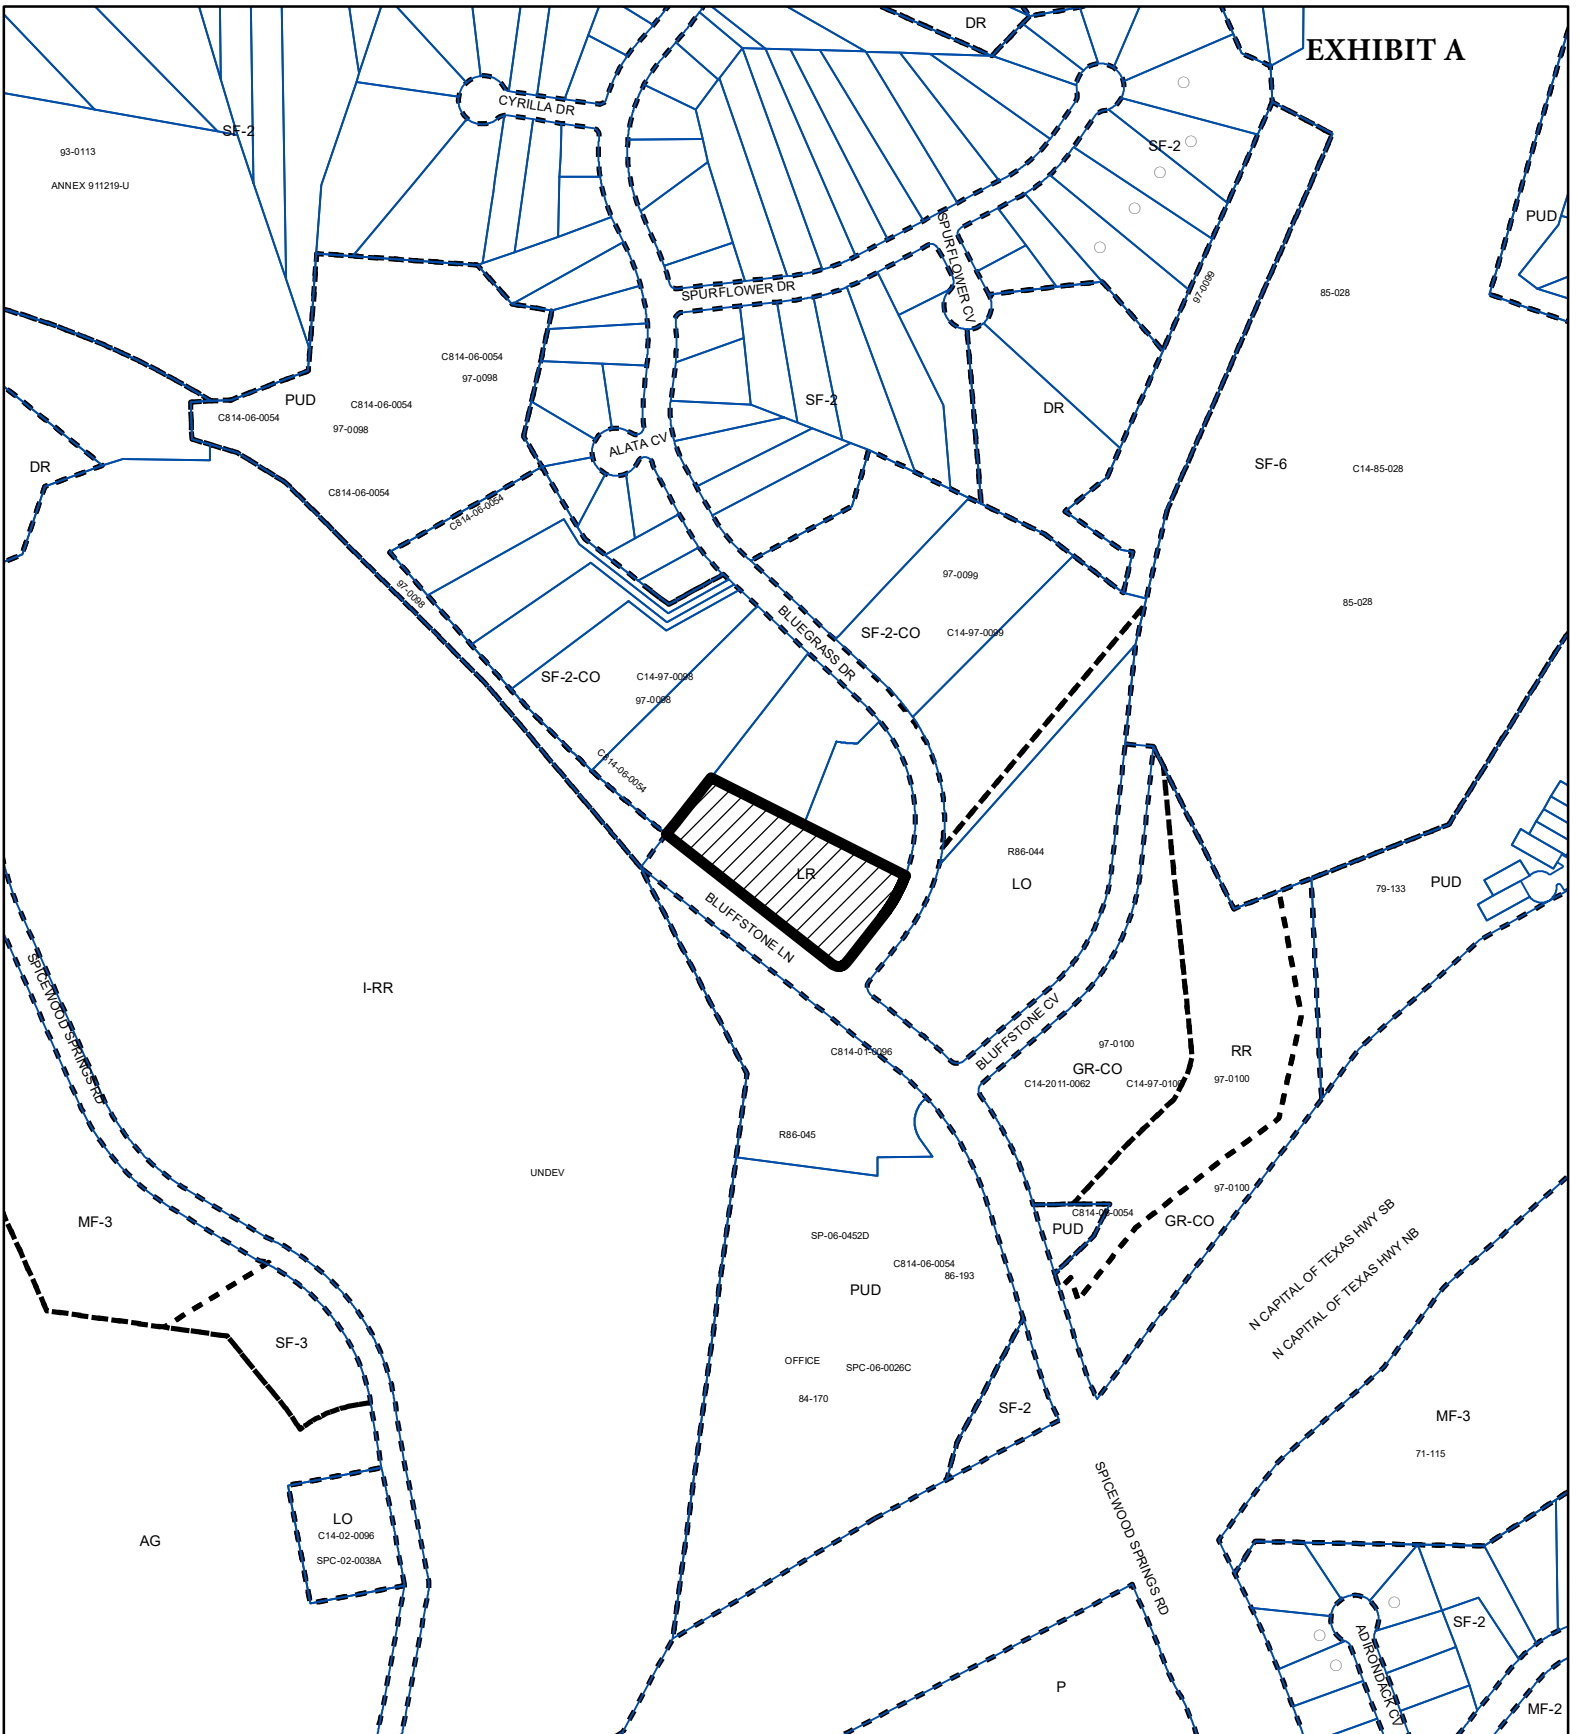 DR
EXHIBIT A
CYRILLA DR
SF-2
93-0113
ANNEX 911219-U
SF-2
PUD
SPURFLOWER CV
SPURFLOWER DR
97-0099
85-028
C814-06-0054
97-0098
PUD
C814-06-0054
C814-06-0054
97-0098
SF-2
DR
ALATA CV
DR
SF-6
C14-85-028
C814-06-0054
C814-06-0054
97-0098
97-0099
85-028
BLUEGRASS DR
SF-2-CO
C14-97-0099
SF-2-CO
C14-97-0098
97-0098
C814-06-0054
R86-044
LO
LR
79-133
PUD
BLUFFSTONE LN
SPICEWOOD SPRINGS RD
I-RR
BLUFFSTONE CV
C814-01-0096
97-0100
RR
GR-CO
C14-2011-0062
97-0100
R86-045
UNDEV
97-0100
MF-3
PUD
GR-CO
SP-06-0452D
C814-06-0054
86-193
PUD
N CAPITAL OF TEXAS HWY SB
N CAPITAL OF TEXAS HWY NB
SF-3
OFFICE
SPC-06-0026C
84-170
SF-2
MF-3
71-115
SPICEWOOD SPRINGS RD
LO
C14-02-0096
SPC-02-0038A
AG
SF-2
ADIRONDACK CV
P
MF-2